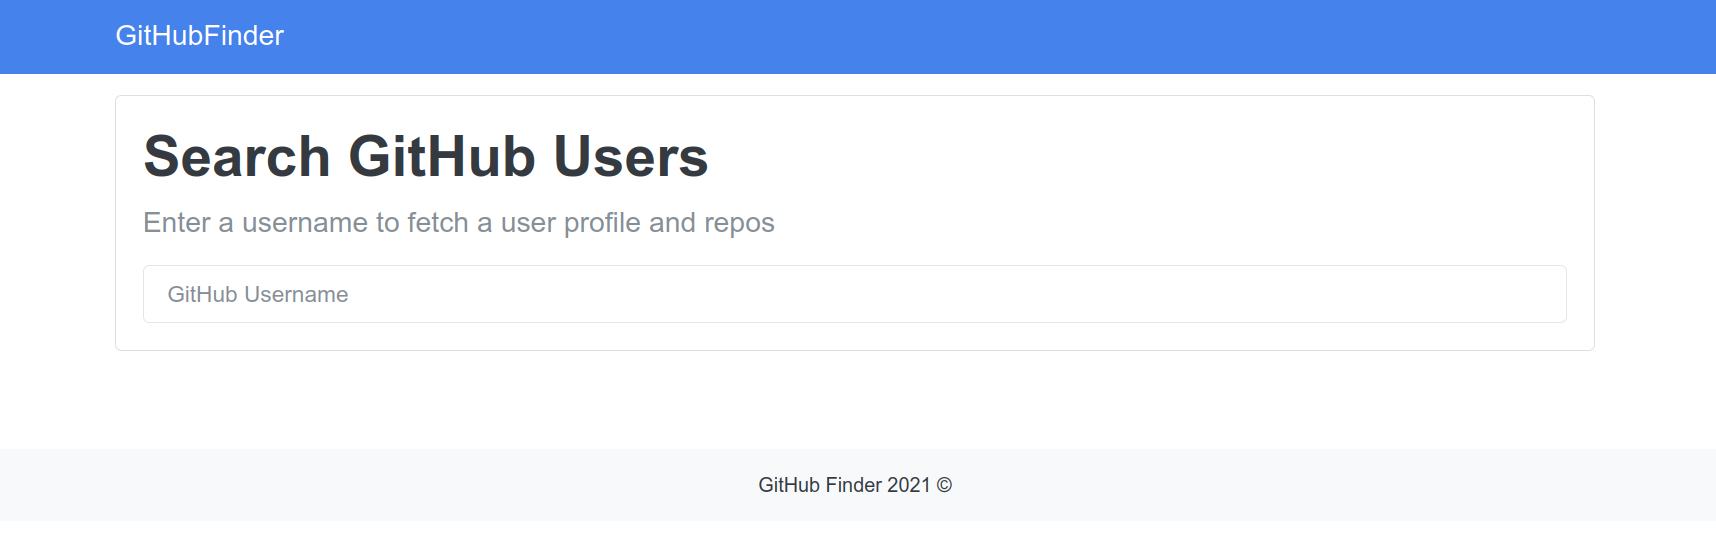 GitHubFinder
Search GitHub Users
Enter a username to fetch a user profile and repos
GitHub Username
GitHub Finder 2021 ©